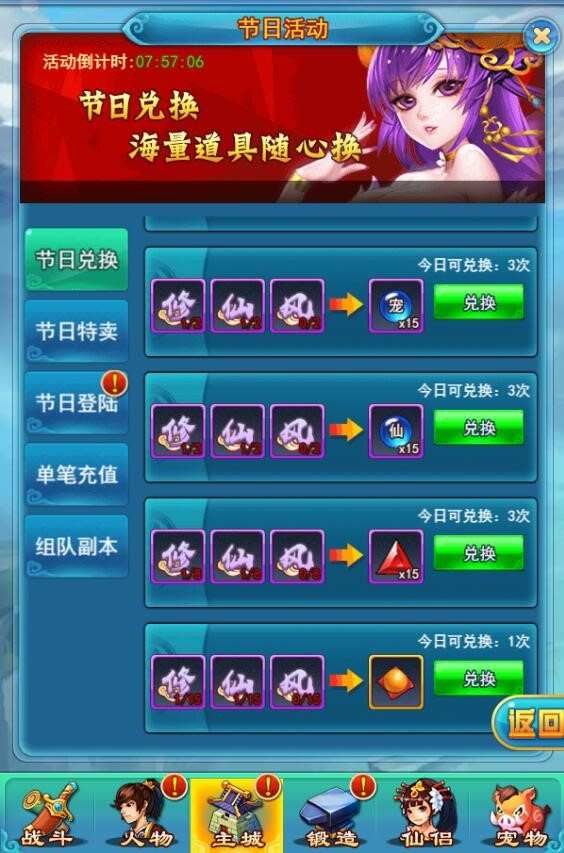 节日活动
活动倒计时:07:57:06
节日兑换
海量道具随心换
节日兑换
节日特卖
节日登陆
单笔充值
组队副本
今日可兑换：3次
修 1/2 仙 1/2 风 0/2 宠 x15 兑换
今日可兑换：3次
修 1/2 仙 1/2 风 0/2 仙 x15 兑换
今日可兑换：3次
修 1/8 仙 1/8 风 0/8 x15 兑换
今日可兑换：1次
修 1/15 仙 1/15 风 0/15 兑换
返回
战斗 人物 主城 锻造 仙侣 宠物